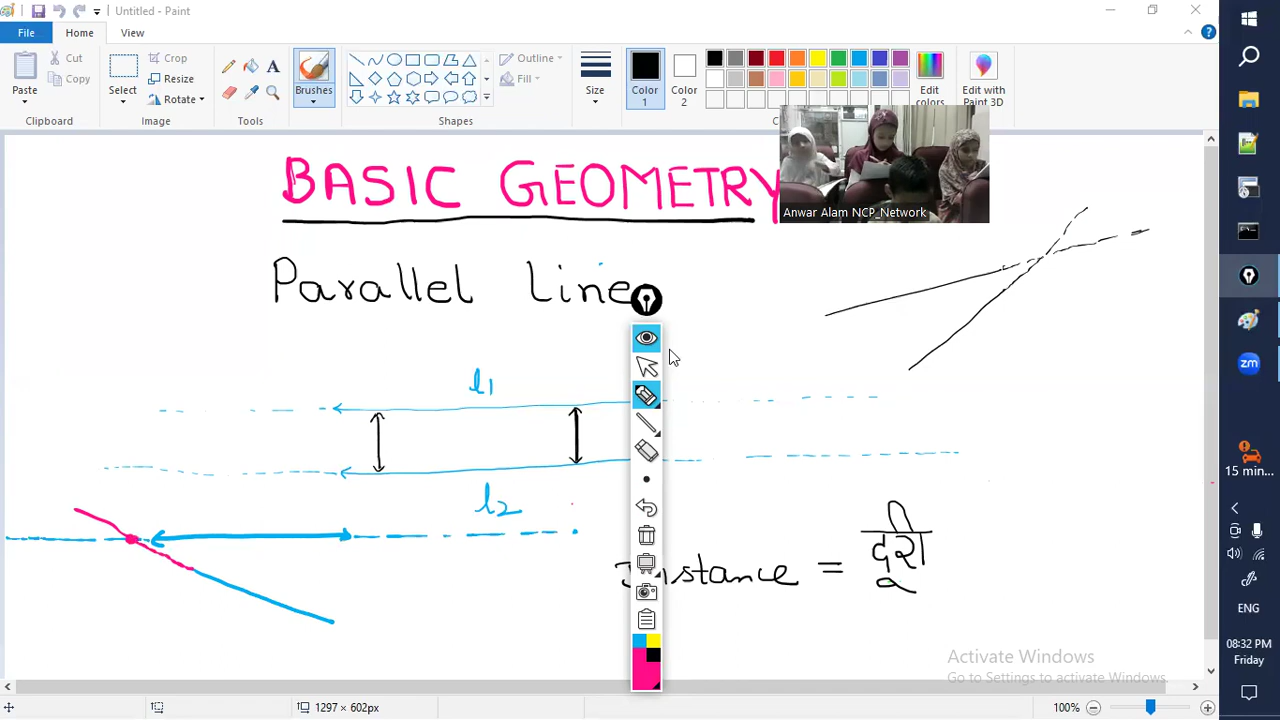 Untitled - Paint
File Home View
Cut
Copy
Paste
Clipboard
Crop
Resize
Rotate
Select
Image
Tools
Brushes
Shapes
Outline
Fill
Size
Color 1
Color 2
Edit colors
Edit with Paint 3D
Anwar Alam NCP_Network
BASIC GEOMETRY
Parallel Line
l1
l2
= दूरी
Activate Windows
Go to Settings to activate Windows.
1297 × 602px
100%
15 min...
ENG
08:32 PM
Friday
zm